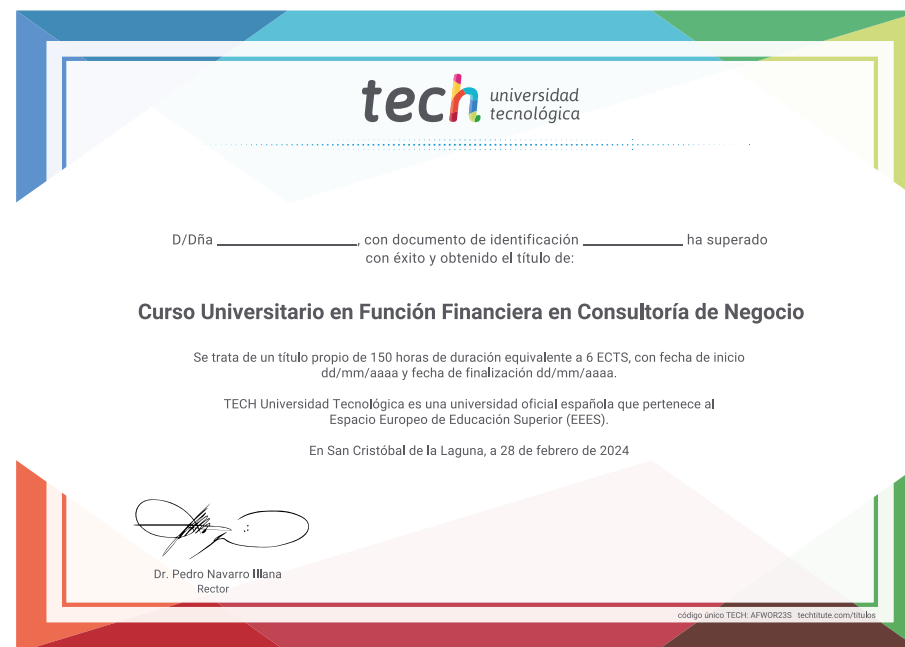 tech universidad
tecnológica
D/Dña ____________________, con documento de identificación ______________ ha superado
con éxito y obtenido el título de:
Curso Universitario en Función Financiera en Consultoría de Negocio
Se trata de un título propio de 150 horas de duración equivalente a 6 ECTS, con fecha de inicio
dd/mm/aaaa y fecha de finalización dd/mm/aaaa.
TECH Universidad Tecnológica es una universidad oficial española que pertenece al
Espacio Europeo de Educación Superior (EEES).
En San Cristóbal de la Laguna, a 28 de febrero de 2024
Dr. Pedro Navarro Illana
Rector
código único TECH: AFWOR23S techtitute.com/titulos